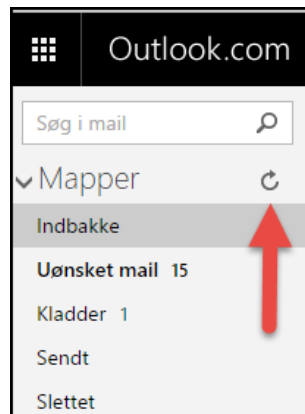 Outlook.com
Søg i mail
Mapper
Indbakke
Uønsket mail 15
Kladder 1
Sendt
Slettet